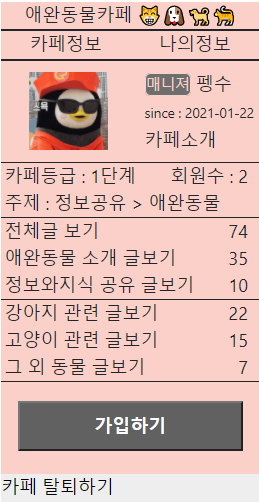 애완동물카페 😸🐶🐕🐈
카페정보 나의정보
매니져 펭수
since : 2021-01-22
카페소개
카페등급 : 1단계 회원수 : 2
주제 : 정보공유 > 애완동물
전체글 보기 74
애완동물 소개 글보기 35
정보와지식 공유 글보기 10
강아지 관련 글보기 22
고양이 관련 글보기 15
그 외 동물 글보기 7
가입하기
카페 탈퇴하기